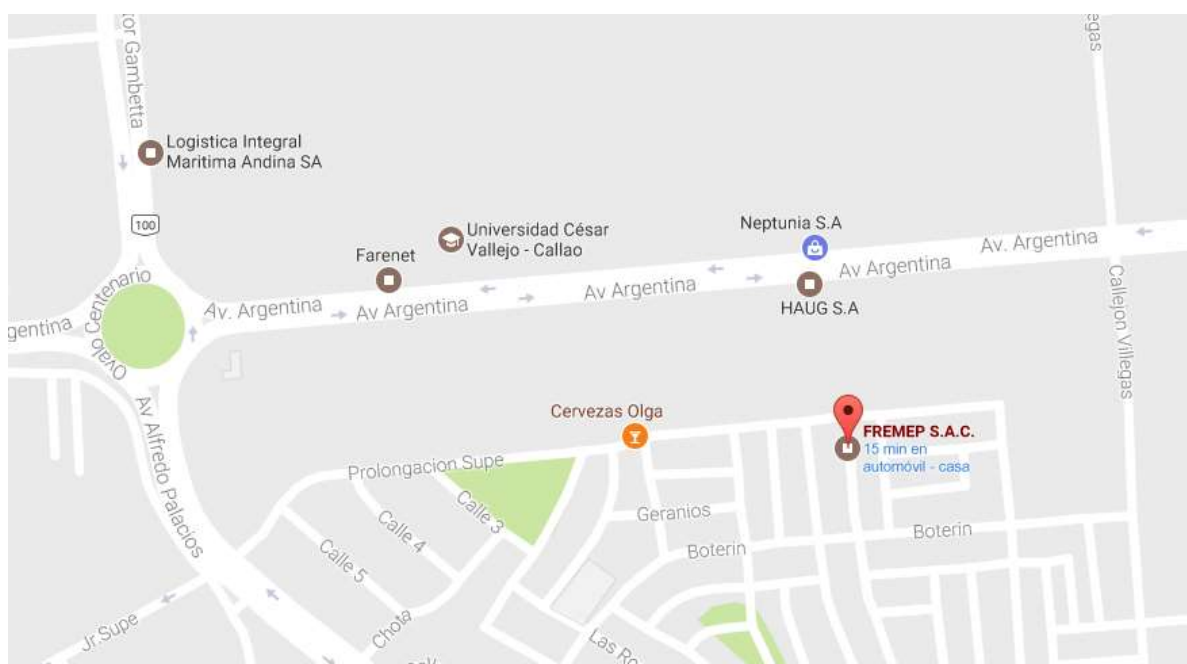 tor Gambetta
egas
Logistica Integral
Maritima Andina SA
100
Universidad César
Vallejo - Callao
Neptunia S.A
Farenet
Av. Argentina
Av Argentina
Ovalo Centenario
Av. Argentina
Av Argentina
Av Argentina
HAUG S.A
gentina
Callejon Villegas
Cervezas Olga
FREMEP S.A.C.
15 min en
automóvil - casa
Av Alfredo Palacios
Prolongacion Supe
Calle 3
Geranios
Calle 4
Boterin
Calle 5
Boterin
Chota
Jr.Supe
Las Ro